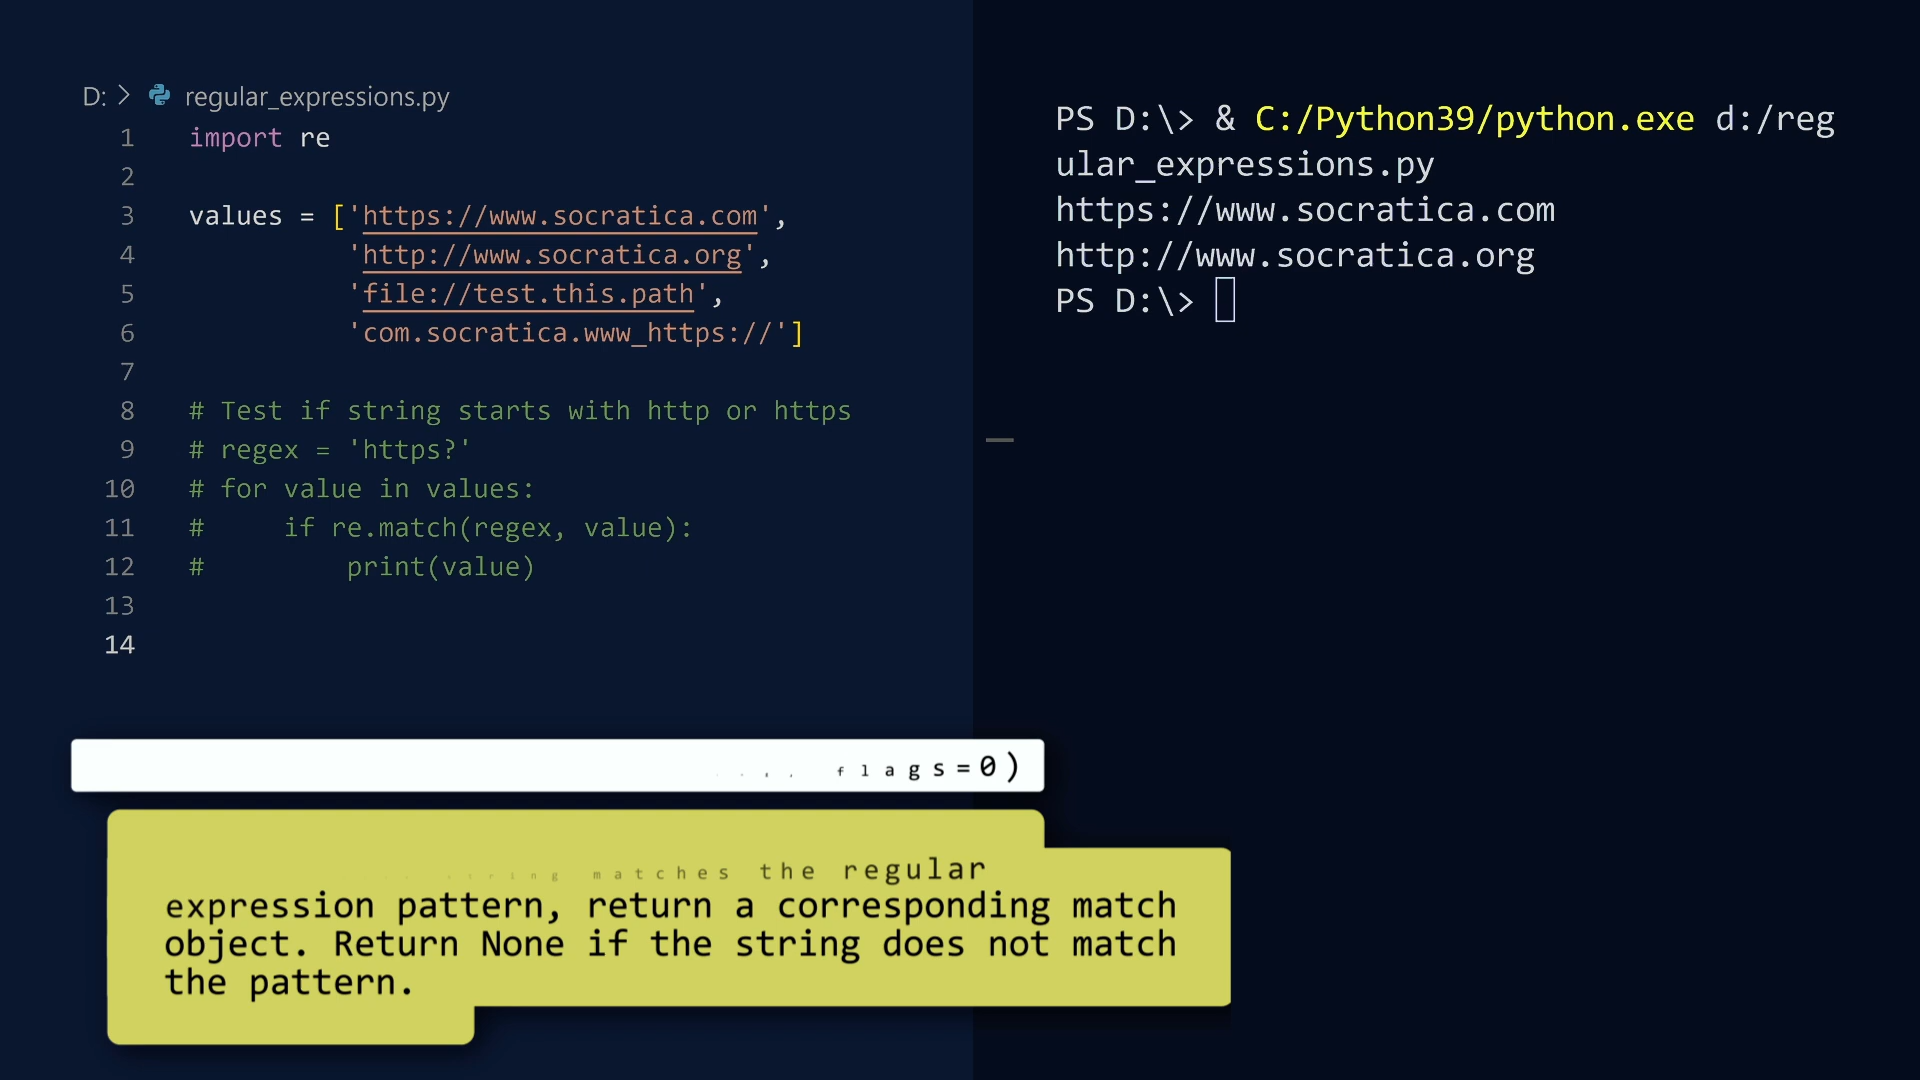 D: > regular_expressions.py
1 import re
2
3 values = ['https://www.socratica.com',
4 'http://www.socratica.org',
5 'file://test.this.path',
6 'com.socratica.www_https://']
7
8 # Test if string starts with http or https
9 # regex = 'https?'
10 # for value in values:
11 #     if re.match(regex, value):
12 #         print(value)
13
14
PS D:\> & C:/Python39/python.exe d:/reg
ular_expressions.py
https://www.socratica.com
http://www.socratica.org
PS D:\>
flags=0)
string matches the regular
expression pattern, return a corresponding match
object. Return None if the string does not match
the pattern.